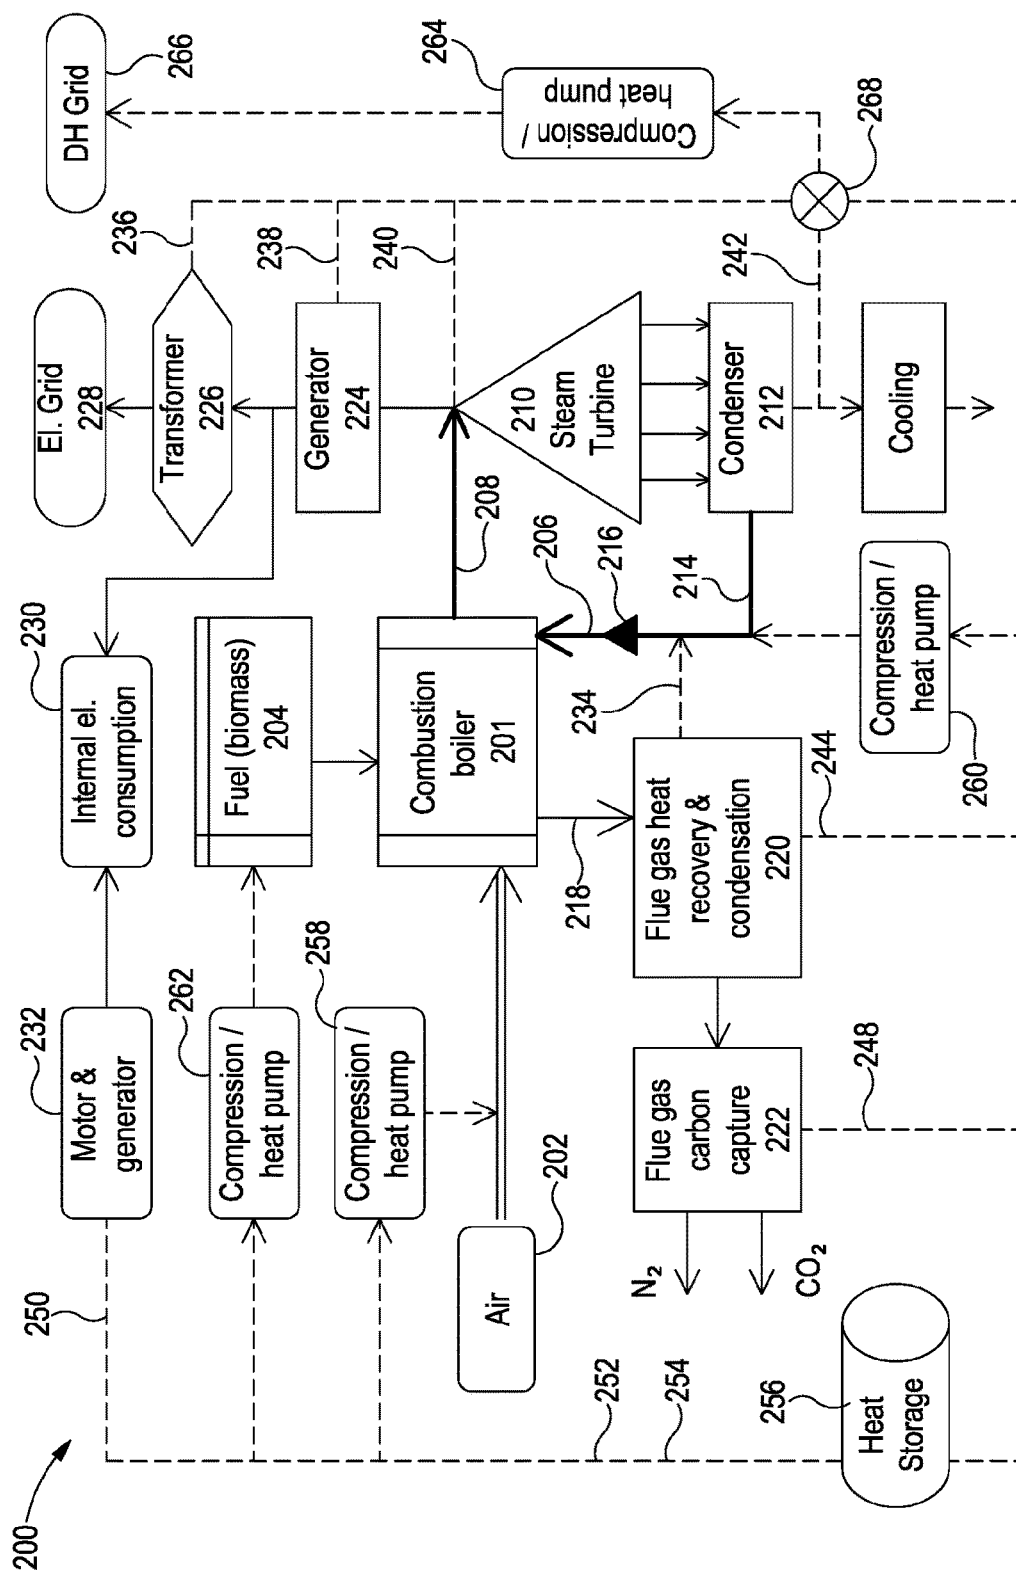 200
250
232
Motor &
generator
230
Internal el.
consumption
El. Grid
228
DH Grid
266
262
Compression /
heat pump
Fuel (biomass)
204
Transformer
226
236
258
Compression /
heat pump
Generator
224
238
240
Air
202
Combustion
boiler
201
208
210
Steam
Turbine
Compression /
heat pump
264
218
206
216
234
214
Condenser
212
242
268
252
254
N₂
CO₂
Flue gas
carbon
capture
222
Flue gas heat
recovery &
condensation
220
Cooling
Compression /
heat pump
260
256
Heat
Storage
248
244